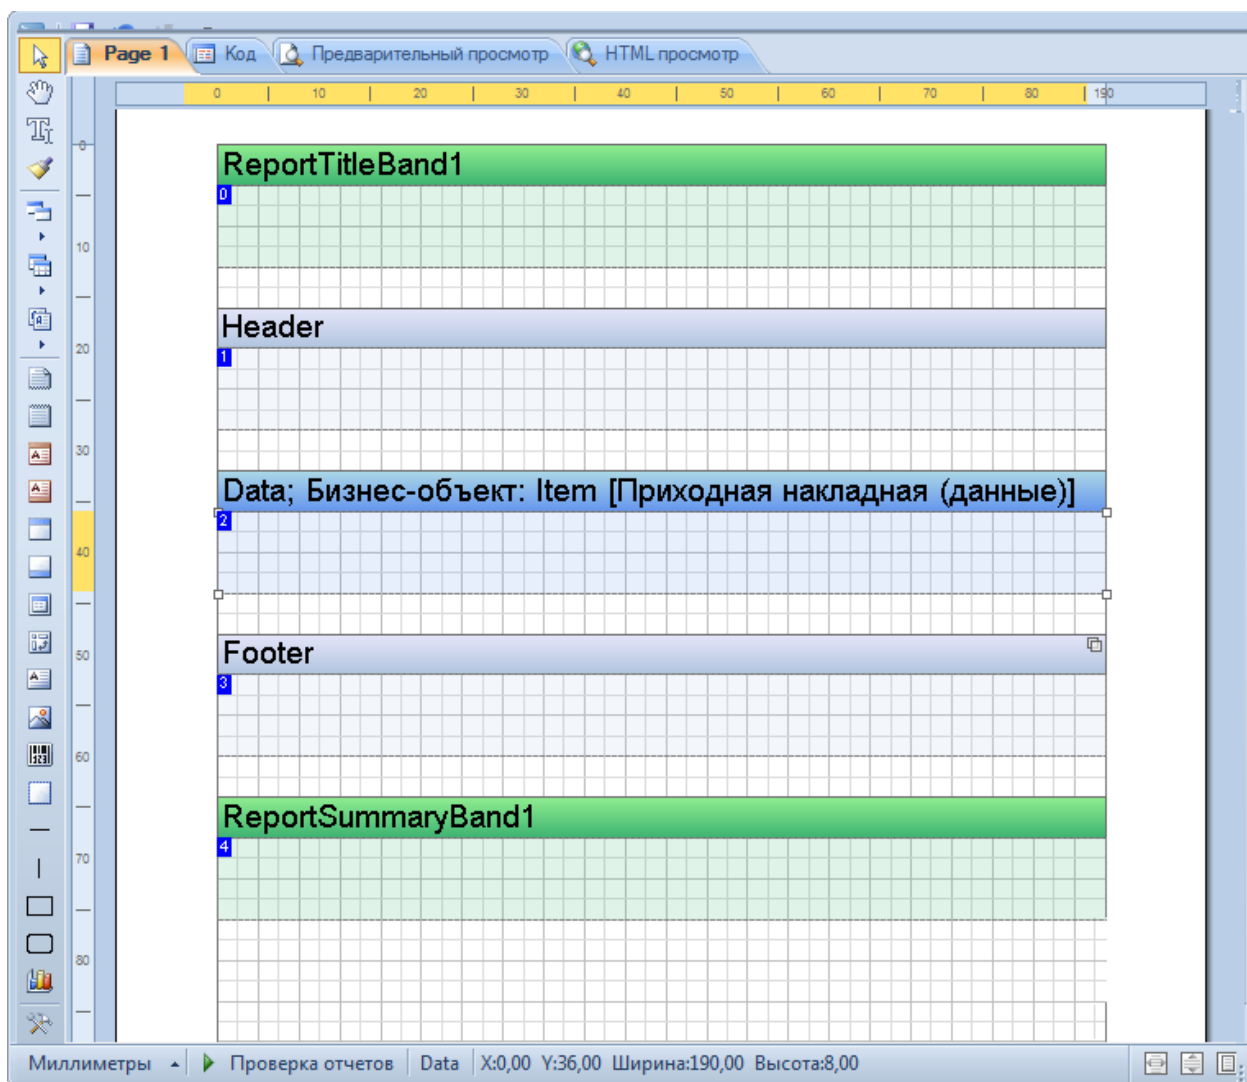 Page 1 Код Предварительный просмотр HTML просмотр
0 10 20 30 40 50 60 70 80 190
0
ReportTitleBand1
0
10
Header
1
20
30
Data; Бизнес-объект: Item [Приходная накладная (данные)]
2
40
Footer
3
50
60
ReportSummaryBand1
4
70
80
Миллиметры Проверка отчетов Data X:0,00 Y:36,00 Ширина:190,00 Высота:8,00